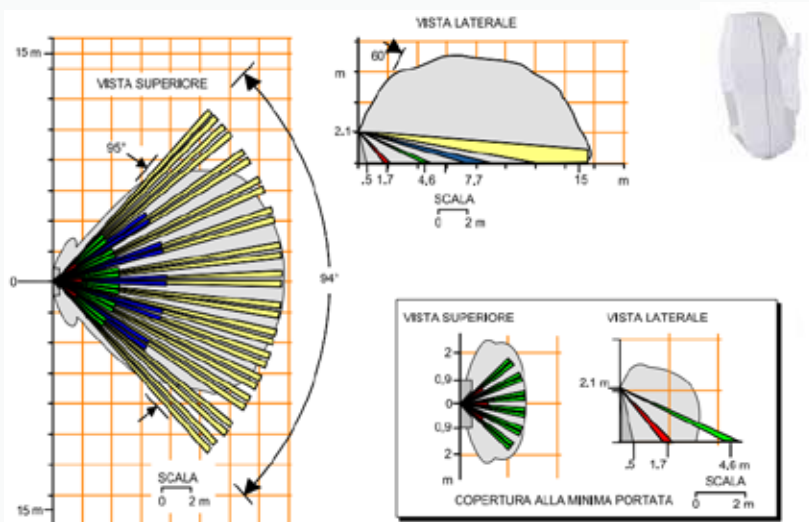 15 m
VISTA SUPERIORE
95°
0
94°
SCALA
0 2 m
15 m
VISTA LATERALE
60°
m
2.1
.5 1.7 4,6 7,7 15 m
SCALA
0 2 m
VISTA SUPERIORE
2
0,9
0
0,9
2
m
VISTA LATERALE
2,1 m
.5 1,7 4,6 m
SCALA
0 2 m
COPERTURA ALLA MINIMA PORTATA